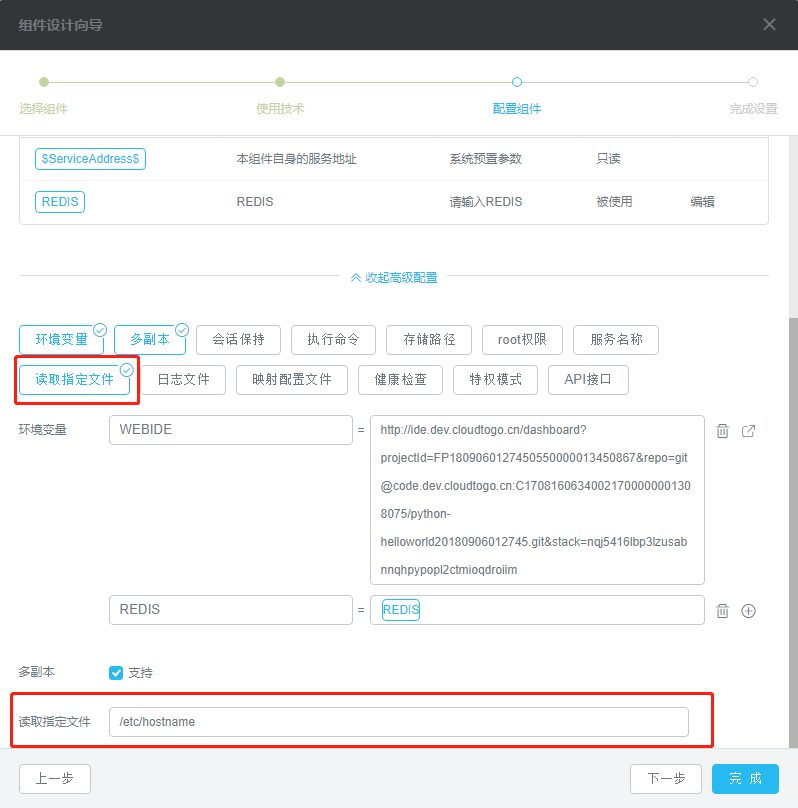 组件设计向导
选择组件 使用技术 配置组件 完成设置
$ServiceAddress$ 本组件自身的服务地址 系统预置参数 只读
REDIS REDIS 请输入REDIS 被使用 编辑
收起高级配置
环境变量 多副本 会话保持 执行命令 存储路径 root权限 服务名称
读取指定文件 日志文件 映射配置文件 健康检查 特权模式 API接口
环境变量 WEBIDE = http://ide.dev.cloudtogo.cn/dashboard?
projectId=FP1809060127450550000013450867&repo=git
@code.dev.cloudtogo.cn:C1708160634002170000000130
8075/python-
helloworld20180906012745.git&stack=nqj5416lbp3lzusab
nnqhpypopl2ctmioqdroiim
REDIS = REDIS
多副本 支持
读取指定文件 /etc/hostname
上一步 下一步 完 成